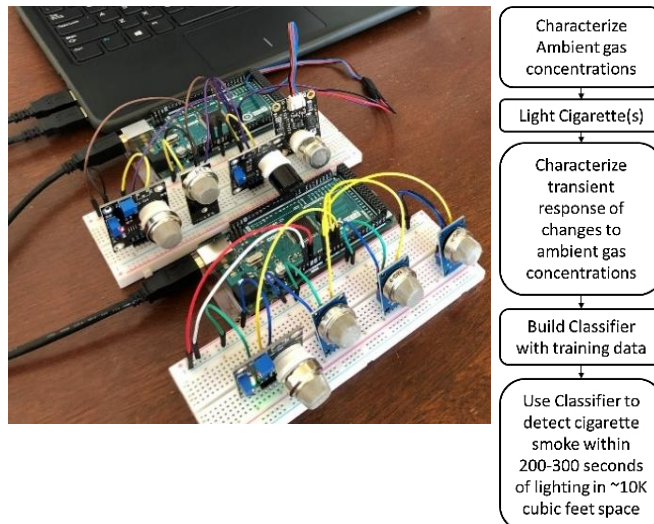 Characterize
Ambient gas
concentrations
Light Cigarette(s)
Characterize
transient
response of
changes to
ambient gas
concentrations
Build Classifier
with training data
Use Classifier to
detect cigarette
smoke within
200-300 seconds
of lighting in ~10K
cubic feet space